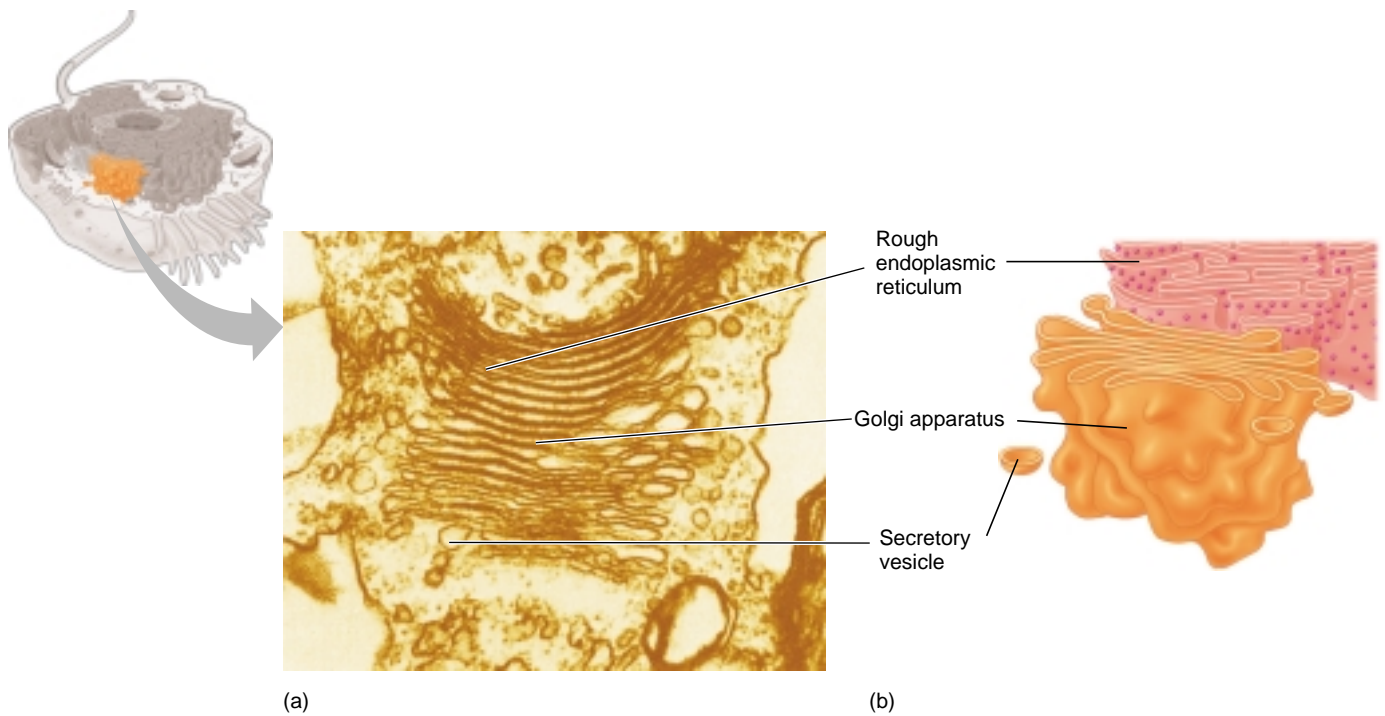 Rough
endoplasmic
reticulum
Golgi apparatus
Secretory
vesicle
(a)
(b)